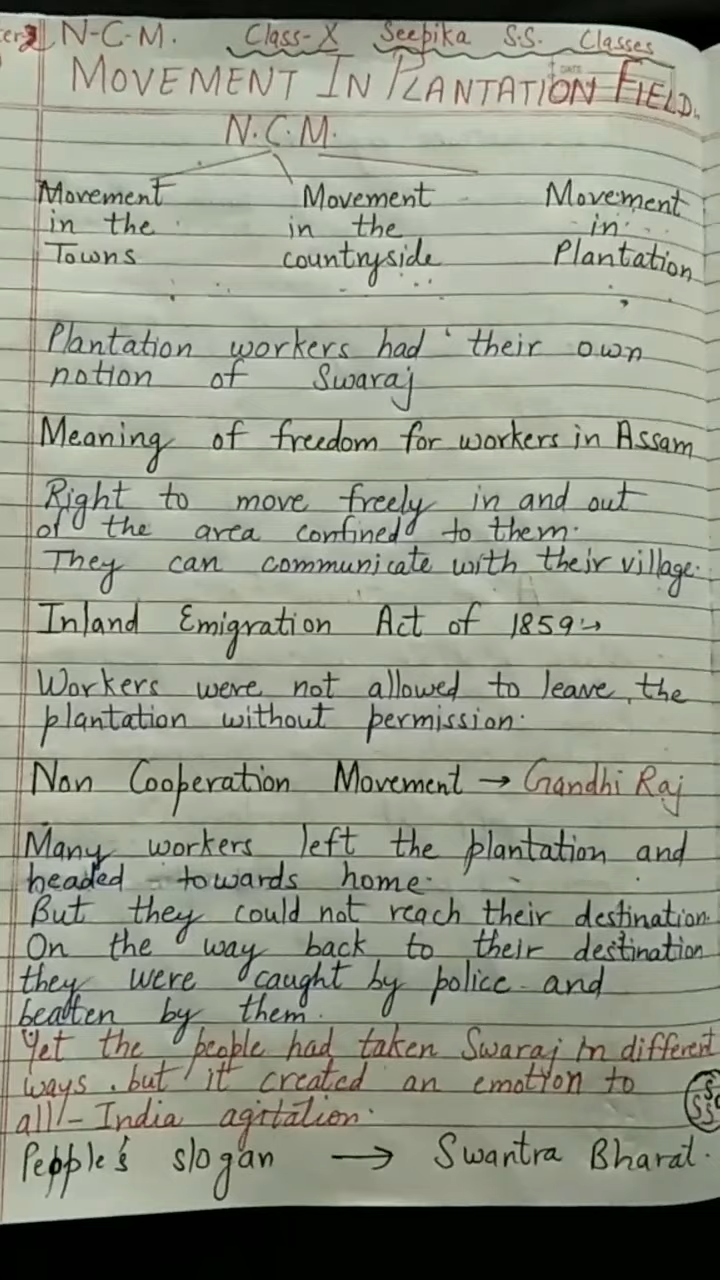 N-C-M. Class-X Seepika S.S. Classes
MOVEMENT IN PLANTATION FIELD.
N.C.M.
Movement Movement Movement
in the in the in
Towns countryside Plantation
Plantation workers had their own
notion of Swaraj
Meaning of freedom for workers in Assam
Right to move freely in and out
of the area confined to them.
They can communicate with their village.
Inland Emigration Act of 1859→
Workers were not allowed to leave the
plantation without permission.
Non Cooperation Movement → Gandhi Raj
Many workers left the plantation and
headed towards home.
But they could not reach their destination.
On the way back to their destination
they were caught by police and
beaten by them.
Yet the people had taken Swaraj in different
ways. but it created an emotion to
all-India agitation.
People's slogan → Swantra Bharat.